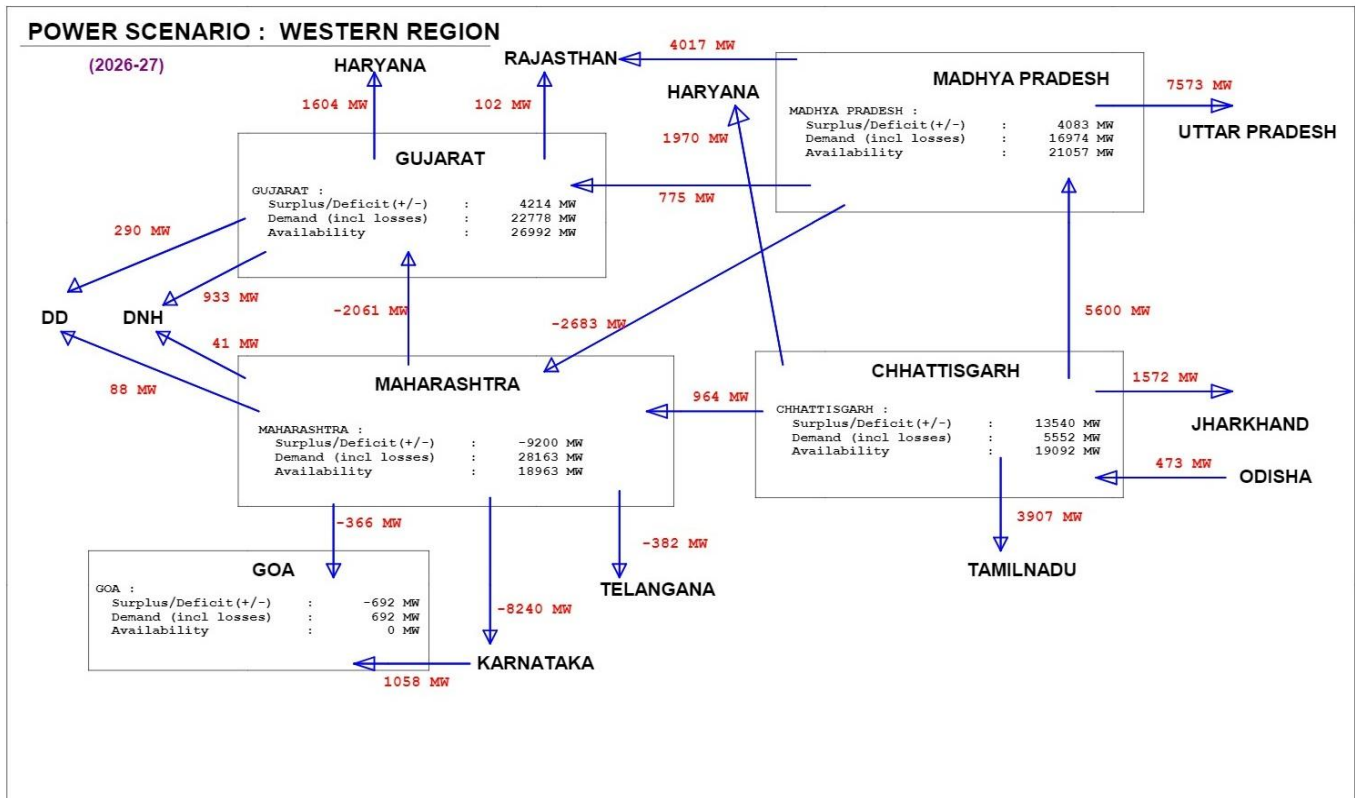 POWER SCENARIO : WESTERN REGION
(2026-27)
HARYANA
RAJASTHAN
4017 MW
HARYANA
MADHYA PRADESH
7573 MW
UTTAR PRADESH
1604 MW
102 MW
1970 MW
MADHYA PRADESH :
Surplus/Deficit(+/-) : 4083 MW
Demand (incl losses) : 16974 MW
Availability : 21057 MW
GUJARAT
GUJARAT :
Surplus/Deficit(+/-) : 4214 MW
Demand (incl losses) : 22778 MW
Availability : 26992 MW
775 MW
290 MW
933 MW
DD
DNH
-2061 MW
-2683 MW
5600 MW
41 MW
88 MW
MAHARASHTRA
MAHARASHTRA :
Surplus/Deficit(+/-) : -9200 MW
Demand (incl losses) : 28163 MW
Availability : 18963 MW
964 MW
CHHATTISGARH
CHHATTISGARH :
Surplus/Deficit(+/-) : 13540 MW
Demand (incl losses) : 5552 MW
Availability : 19092 MW
1572 MW
JHARKHAND
473 MW
ODISHA
3907 MW
TAMILNADU
-366 MW
-382 MW
TELANGANA
-8240 MW
GOA
GOA :
Surplus/Deficit(+/-) : -692 MW
Demand (incl losses) : 692 MW
Availability : 0 MW
KARNATAKA
1058 MW